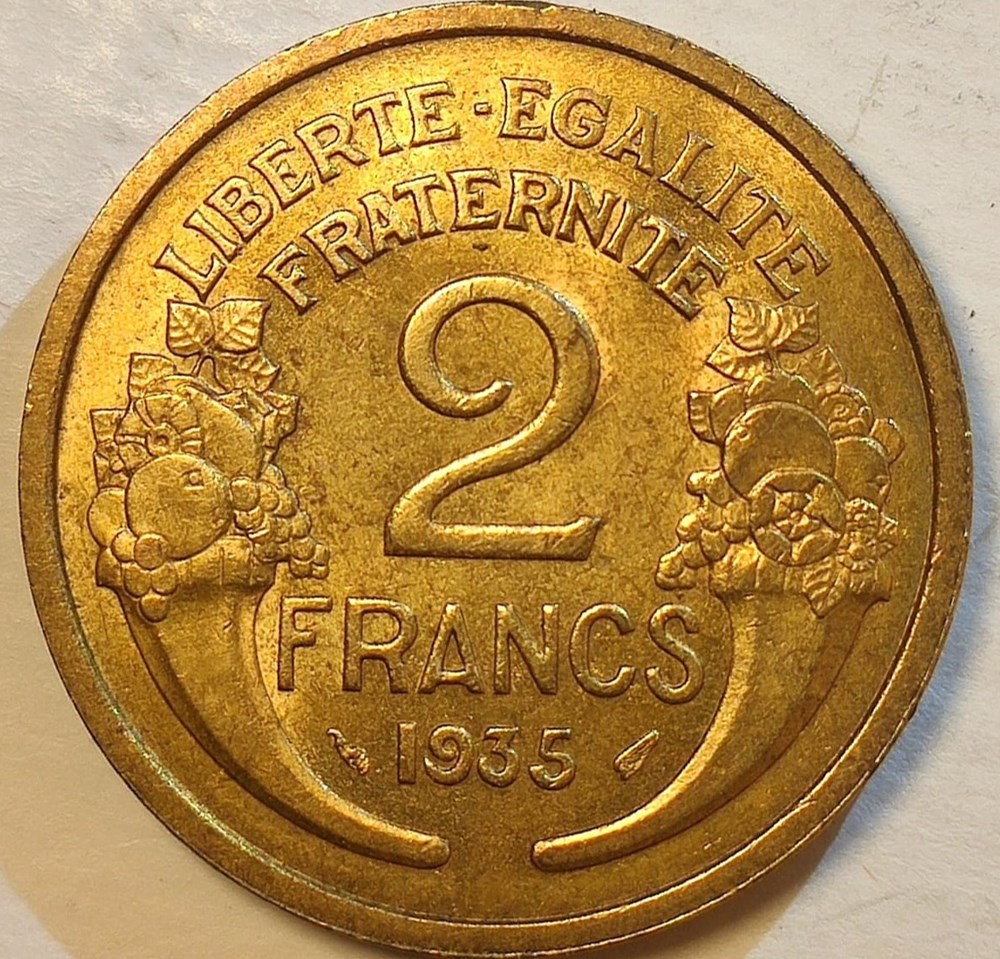 LIBERTE-EGALITE
FRATERNITE
2
FRANCS
1935